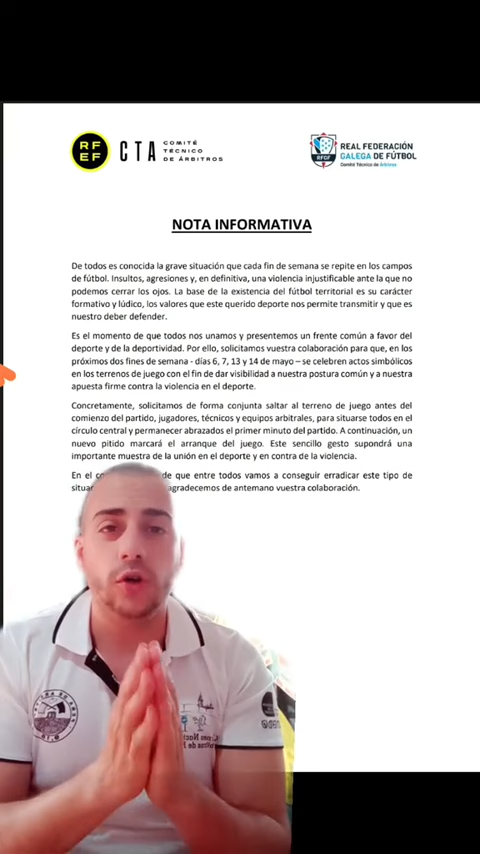 RF
EF
CTA
COMITÉ
TÉCNICO
DE ÁRBITROS
RFGF
REAL FEDERACIÓN
GALEGA DE FÚTBOL
Comité Técnico de Árbitros
NOTA INFORMATIVA
De todos es conocida la grave situación que cada fin de semana se repite en los campos
de fútbol. Insultos, agresiones y, en definitiva, una violencia injustificable ante la que no
podemos cerrar los ojos. La base de la existencia del fútbol territorial es su carácter
formativo y lúdico, los valores que este querido deporte nos permite transmitir y que es
nuestro deber defender.
Es el momento de que todos nos unamos y presentemos un frente común a favor del
deporte y de la deportividad. Por ello, solicitamos vuestra colaboración para que, en los
próximos dos fines de semana - días 6, 7, 13 y 14 de mayo – se celebren actos simbólicos
en los terrenos de juego con el fin de dar visibilidad a nuestra postura común y a nuestra
apuesta firme contra la violencia en el deporte.
Concretamente, solicitamos de forma conjunta saltar al terreno de juego antes del
comienzo del partido, jugadores, técnicos y equipos arbitrales, para situarse todos en el
círculo central y permanecer abrazados el primer minuto del partido. A continuación, un
nuevo pitido marcará el arranque del juego. Este sencillo gesto supondrá una
importante muestra de la unión en el deporte y en contra de la violencia.
En el co de que entre todos vamos a conseguir erradicar este tipo de
situa agradecemos de antemano vuestra colaboración.